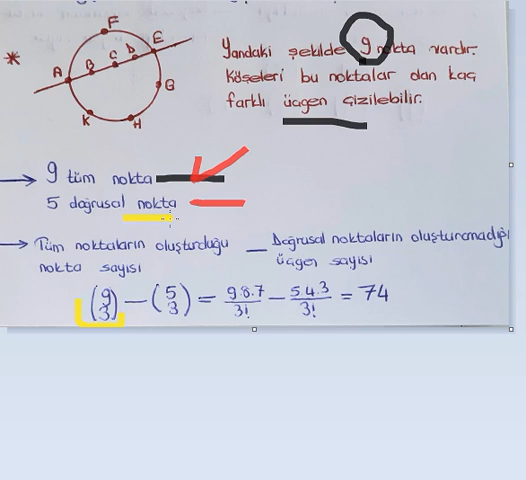 F
A B C D E
G
K H
* Yandaki şekilde 9 nokta vardır.
Köşeleri bu noktalar olan kaç
farklı üçgen çizilebilir.
→ 9 tüm nokta
5 doğrusal nokta
→ Tüm noktaların oluşturduğu — Doğrusal noktaların oluşturamadığı
nokta sayısı üçgen sayısı
(9 3) — (5 3) = 9.8.7/3! — 5.4.3/3! = 74